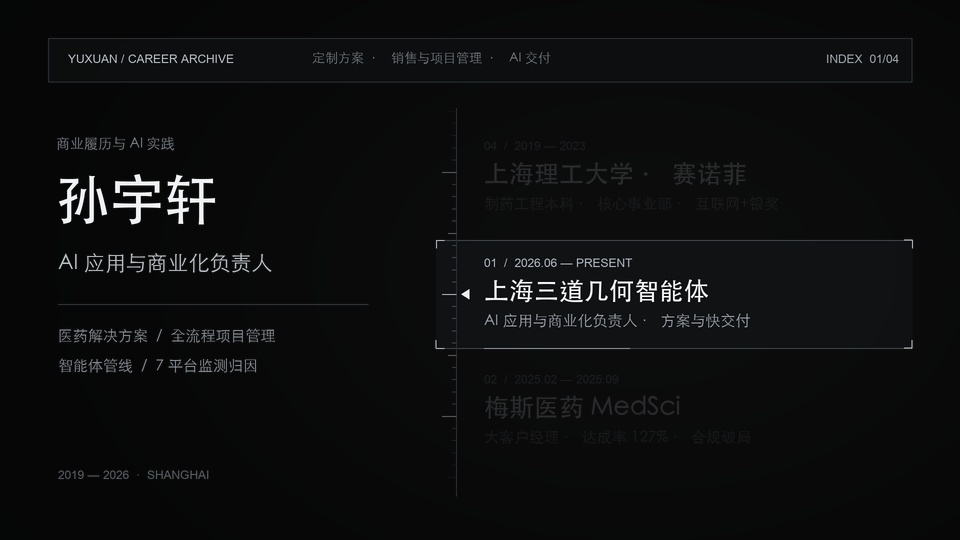 YUXUAN / CAREER ARCHIVE
定制方案 · 销售与项目管理 · AI 交付
INDEX 01/04
商业履历与 AI 实践
孙宇轩
AI 应用与商业化负责人
医药解决方案 / 全流程项目管理
智能体管线 / 7 平台监测归因
2019 — 2026 · SHANGHAI
04 / 2019 — 2023
上海理工大学 · 赛诺菲
制药工程本科 · 核心事业部 · 互联网+银奖
01 / 2026.06 — PRESENT
上海三道几何智能体
AI 应用与商业化负责人 · 方案与快交付
02 / 2025.02 — 2025.09
梅斯医药 MedSci
大客户经理 · 达成率 127% · 合规破局